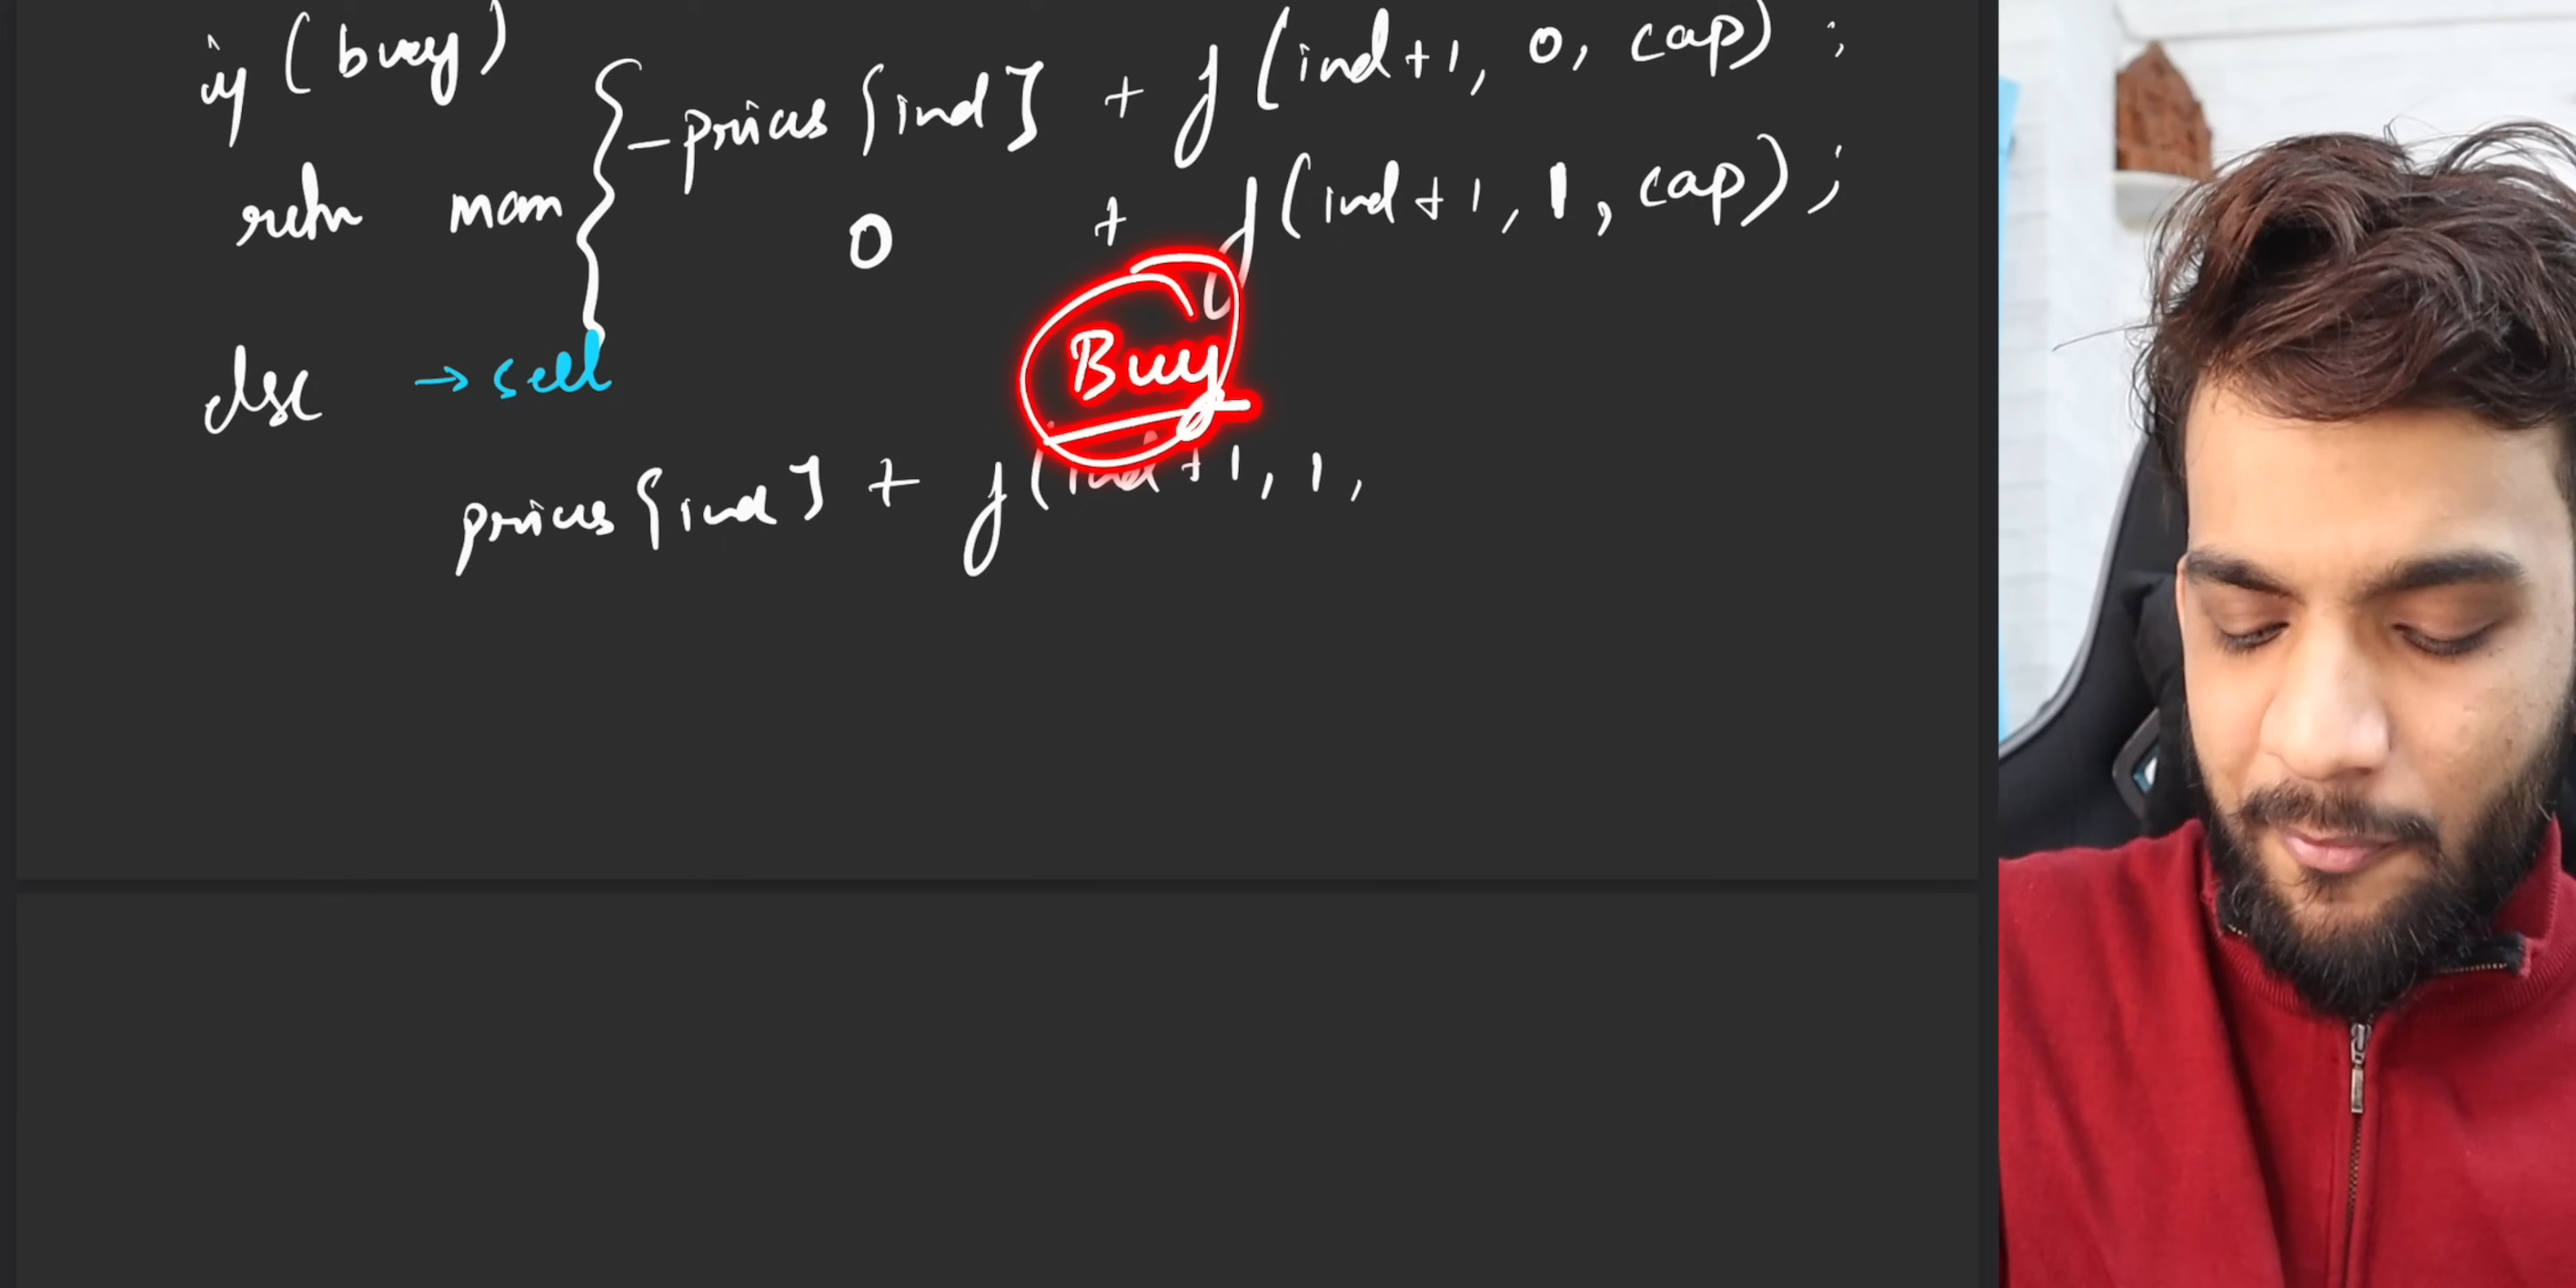 if (buy)
return max { -prices[ind] + f(ind+1, 0, cap);
0 + f(ind+1, 1, cap);
Buy
else → sell
prices[ind] + f(ind+1, 1,